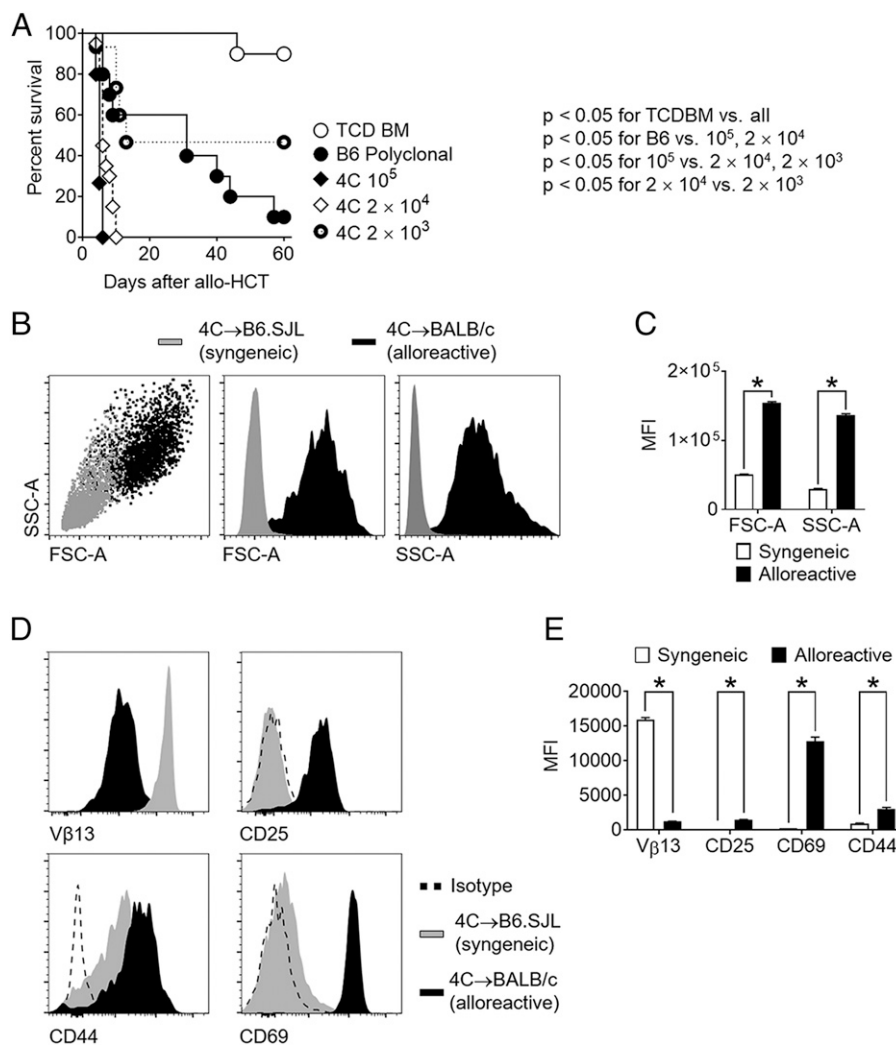 A
Percent survival
100
80
60
40
20
0
0
20
40
60
Days after allo-HCT
TCD BM
B6 Polyclonal
4C 10⁵
4C 2 × 10⁴
4C 2 × 10³
p < 0.05 for TCDBM vs. all
p < 0.05 for B6 vs. 10⁵, 2 × 10⁴
p < 0.05 for 10⁵ vs. 2 × 10⁴, 2 × 10³
p < 0.05 for 2 × 10⁴ vs. 2 × 10³
B
4C→B6.SJL
(syngeneic)
4C→BALB/c
(alloreactive)
SSC-A
FSC-A
FSC-A
SSC-A
C
MFI
2×10⁵
1×10⁵
0
*
*
FSC-A SSC-A
Syngeneic
Alloreactive
D
Vβ13
CD25
CD44
CD69
Isotype
4C→B6.SJL
(syngeneic)
4C→BALB/c
(alloreactive)
E
Syngeneic
Alloreactive
MFI
20000
15000
10000
5000
0
*
*
*
*
Vβ13 CD25 CD69 CD44